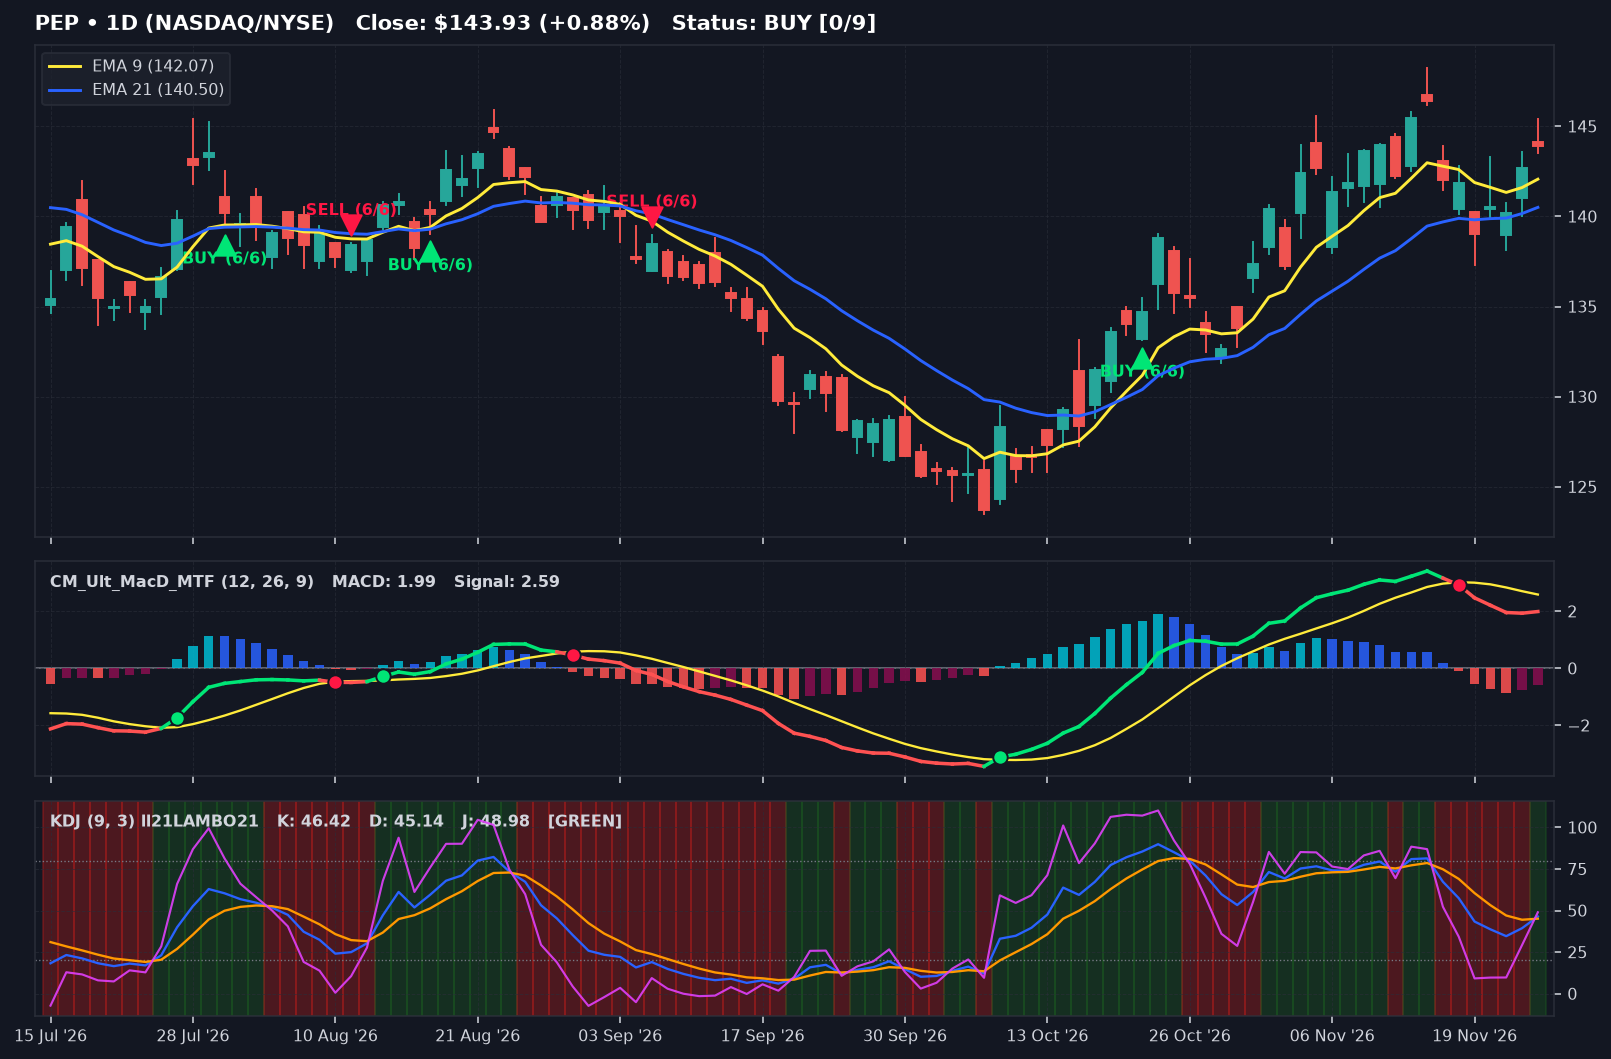 PEP • 1D (NASDAQ/NYSE)   Close: $143.93 (+0.88%)   Status: BUY [0/9]
EMA 9 (142.07)
EMA 21 (140.50)
SELL (6/6)
SELL (6/6)
BUY (6/6)
BUY (6/6)
BUY (6/6)
145
140
135
130
125
CM_Ult_MacD_MTF (12, 26, 9)   MACD: 1.99   Signal: 2.59
2
0
−2
KDJ (9, 3) II21LAMBO21   K: 46.42   D: 45.14   J: 48.98   [GREEN]
100
75
50
25
0
15 Jul '26
28 Jul '26
10 Aug '26
21 Aug '26
03 Sep '26
17 Sep '26
30 Sep '26
13 Oct '26
26 Oct '26
06 Nov '26
19 Nov '26